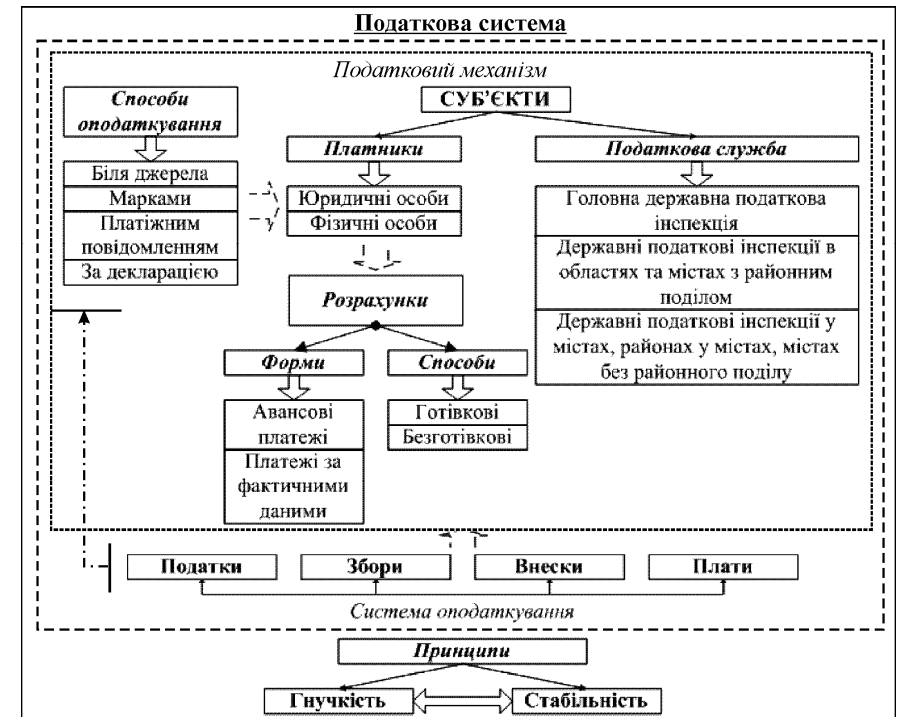 Податкова система
Податковий механізм
Способи
оподаткування
Біля джерела
Марками
Платіжним
повідомленням
За декларацією
СУБ’ЄКТИ
Платники
Юридичні особи
Фізичні особи
Податкова служба
Головна державна податкова
інспекція
Державні податкові інспекції в
областях та містах з районним
поділом
Державні податкові інспекції у
містах, районах у містах, містах
без районного поділу
Розрахунки
Форми
Авансові
платежі
Платежі за
фактичними
даними
Способи
Готівкові
Безготівкові
Податки
Збори
Внески
Плати
Система оподаткування
Принципи
Гнучкість
Стабільність